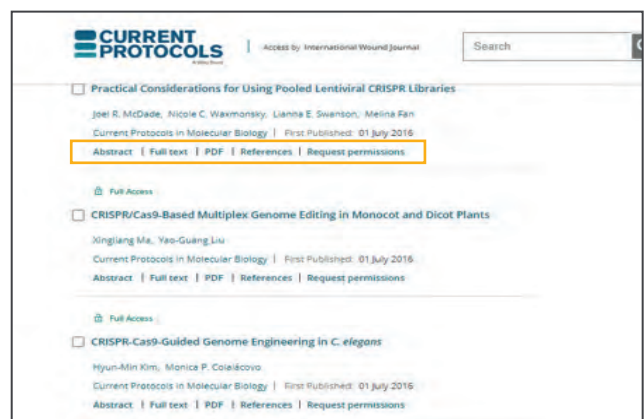 CURRENT PROTOCOLS
A Wiley Brand
Access by International Wound Journal
Search
Practical Considerations for Using Pooled Lentiviral CRISPR Libraries
Joel R. McDade, Nicole C. Waxmonsky, Lianna E. Swanson, Melina Fan
Current Protocols in Molecular Biology | First Published: 01 July 2016
Abstract | Full text | PDF | References | Request permissions
Full Access
CRISPR/Cas9-Based Multiplex Genome Editing in Monocot and Dicot Plants
Xingliang Ma, Yao-Guang Liu
Current Protocols in Molecular Biology | First Published: 01 July 2016
Abstract | Full text | PDF | References | Request permissions
Full Access
CRISPR-Cas9-Guided Genome Engineering in C. elegans
Hyun-Min Kim, Monica P. Colaiácovo
Current Protocols in Molecular Biology | First Published: 01 July 2016
Abstract | Full text | PDF | References | Request permissions